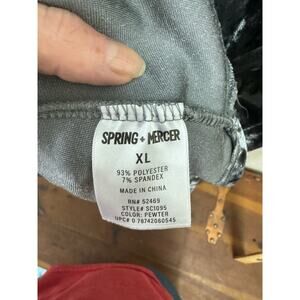 SPRING + MERCER
XL
93% POLYESTER
7% SPANDEX
MADE IN CHINA
RN# 52469
STYLE# SC1095
COLOR: PEWTER
UPC# 0 78742060545